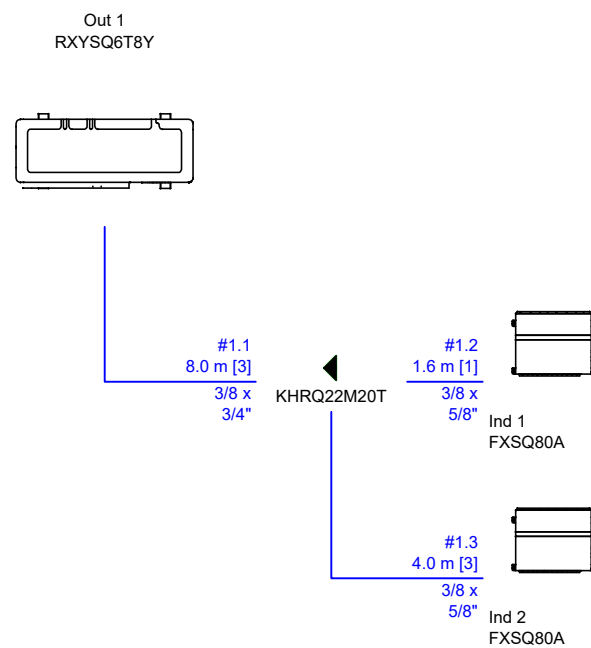 Out 1
RXYSQ6T8Y
#1.1
8.0 m [3]
3/8 x
3/4"
KHRQ22M20T
#1.2
1.6 m [1]
3/8 x
5/8"
Ind 1
FXSQ80A
#1.3
4.0 m [3]
3/8 x
5/8"
Ind 2
FXSQ80A